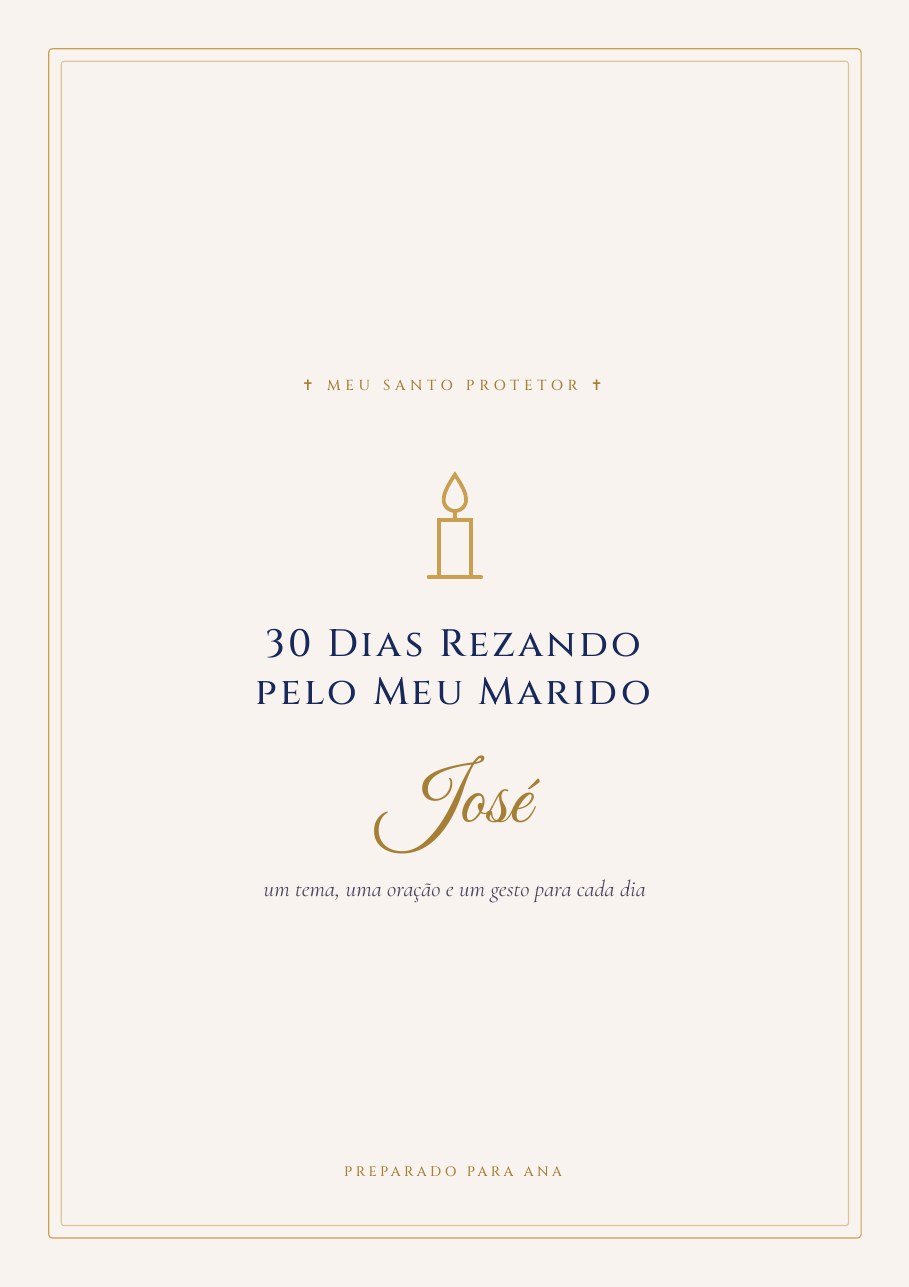 ✝ MEU SANTO PROTETOR ✝
30 Dias Rezando
pelo Meu Marido
José
um tema, uma oração e um gesto para cada dia
PREPARADO PARA ANA